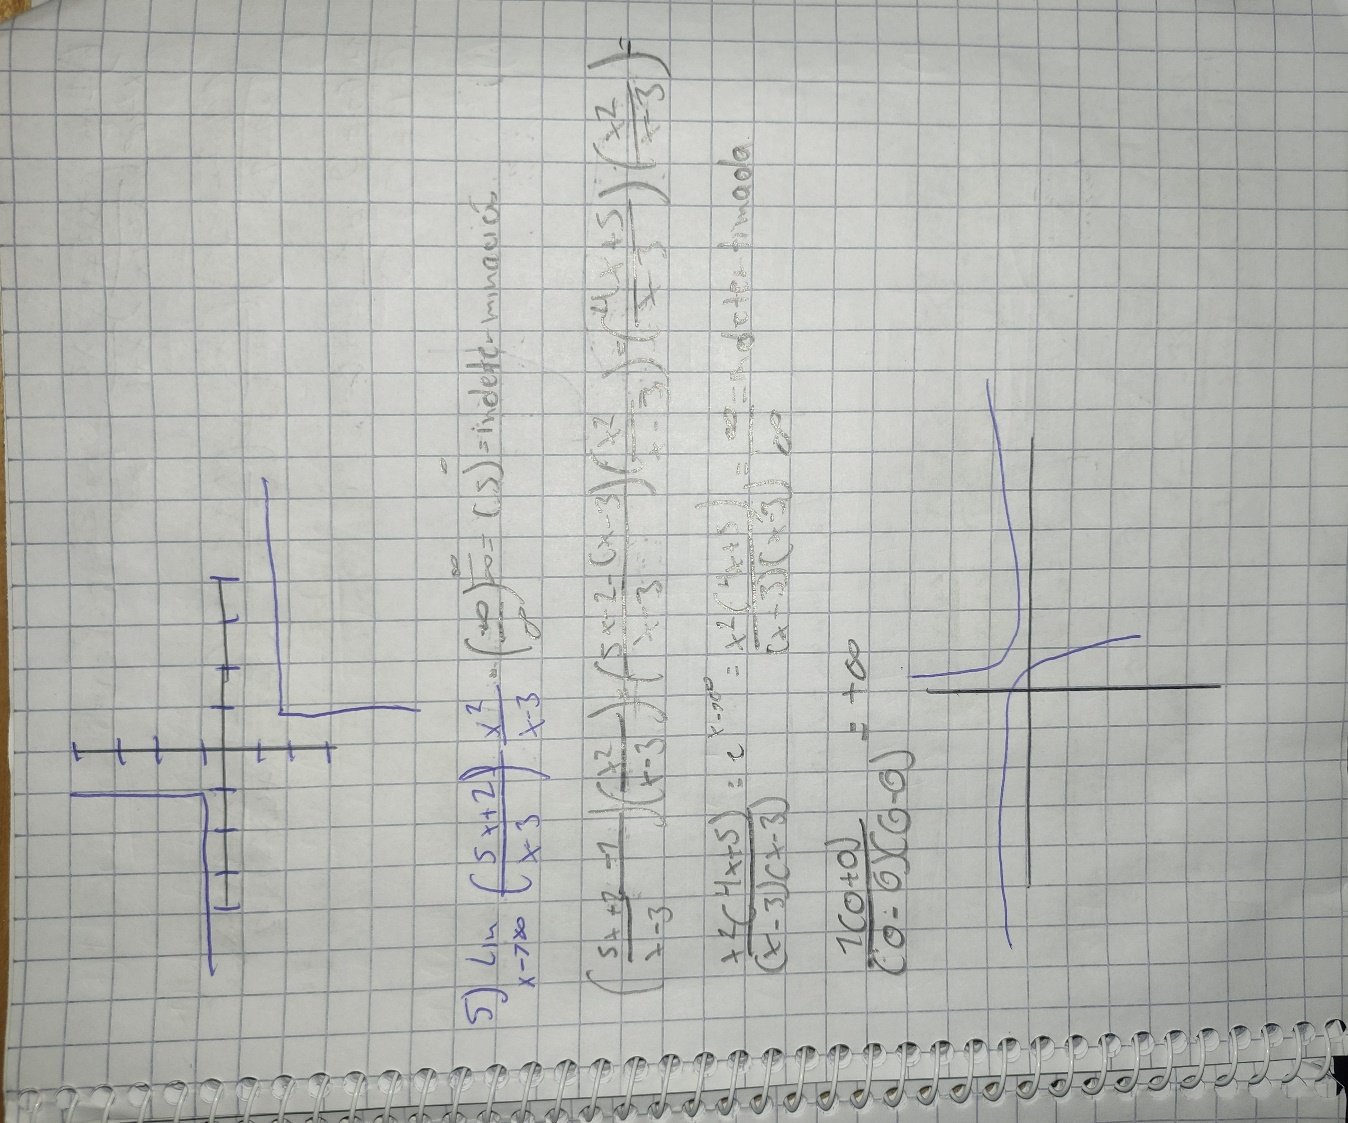 5) Lim x→∞ (5x+2 / x-3)^(x² / x-3) = (∞/∞)^∞ = (5)^∞ = indeterminación
(5x+2 / x-3 - 1)(x² / x-3) = (5x+2-(x-3) / x-3)(x² / x-3) = (4x+5 / x-3)(x² / x-3) =
x²(4x+5) / (x-3)(x-3) = e^(x→∞) = x²(4x+5) / (x-3)(x-3) = ∞/∞ = indeterminada
1(0+0) / (0-0)(0-0) = +∞